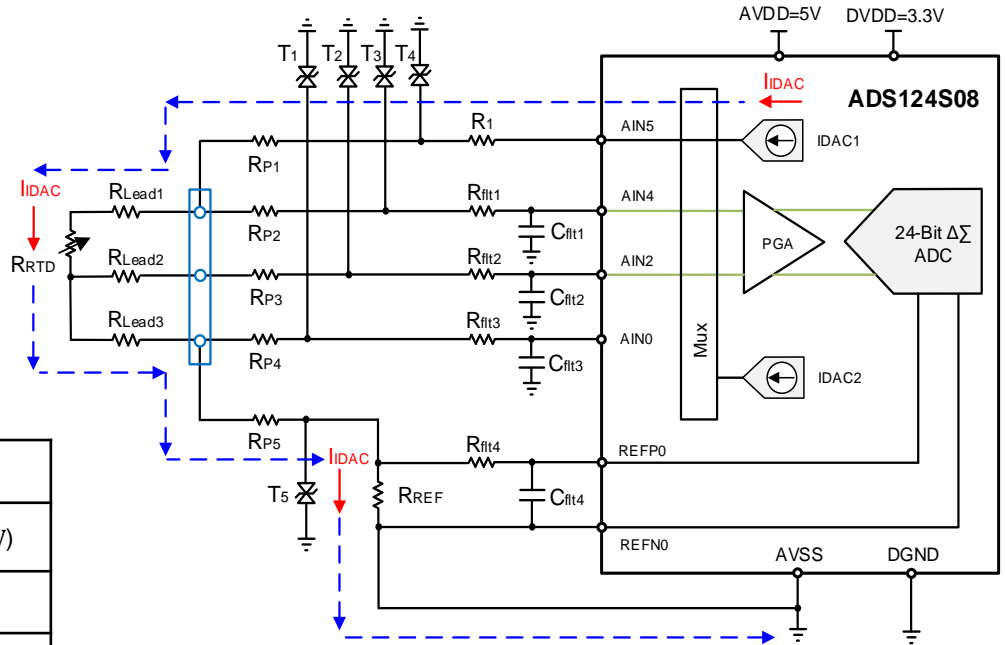 AVDD=5V DVDD=3.3V
T1 T2 T3 T4
IIDAC
ADS124S08
R1
AIN5
IDAC1
RP1
IIDAC
RLead1
Rflt1
AIN4
RP2
Cflt1
PGA
24-Bit ΔΣ
ADC
RRTD
RLead2
Rflt2
AIN2
RP3
Cflt2
RLead3
Rflt3
AIN0
RP4
Cflt3
Mux
IDAC2
RP5
IIDAC
Rflt4
REFP0
T5
RREF
Cflt4
REFN0
V)
AVSS DGND